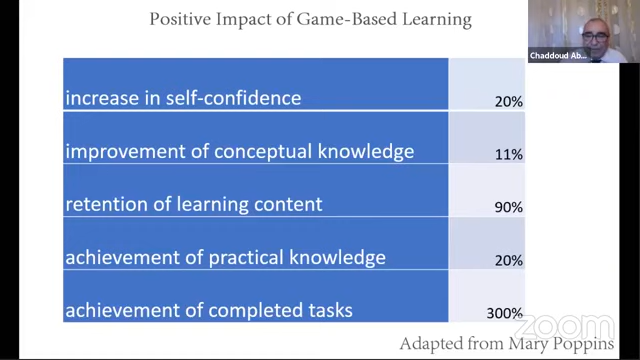 Positive Impact of Game-Based Learning
Chaddoud Ab...
increase in self-confidence 20%
improvement of conceptual knowledge 11%
retention of learning content 90%
achievement of practical knowledge 20%
achievement of completed tasks 300%
zoom
Adapted from Mary Poppins